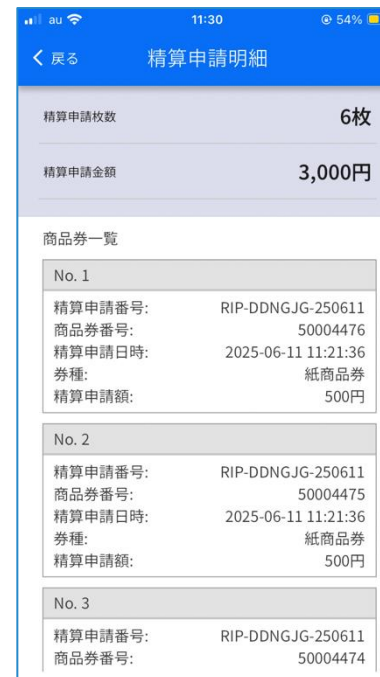 au 11:30 54%
戻る 精算申請明細
精算申請枚数 6枚
精算申請金額 3,000円
商品券一覧
No. 1
精算申請番号: RIP-DDNGJG-250611
商品券番号: 50004476
精算申請日時: 2025-06-11 11:21:36
券種: 紙商品券
精算申請額: 500円
No. 2
精算申請番号: RIP-DDNGJG-250611
商品券番号: 50004475
精算申請日時: 2025-06-11 11:21:36
券種: 紙商品券
精算申請額: 500円
No. 3
精算申請番号: RIP-DDNGJG-250611
商品券番号: 50004474